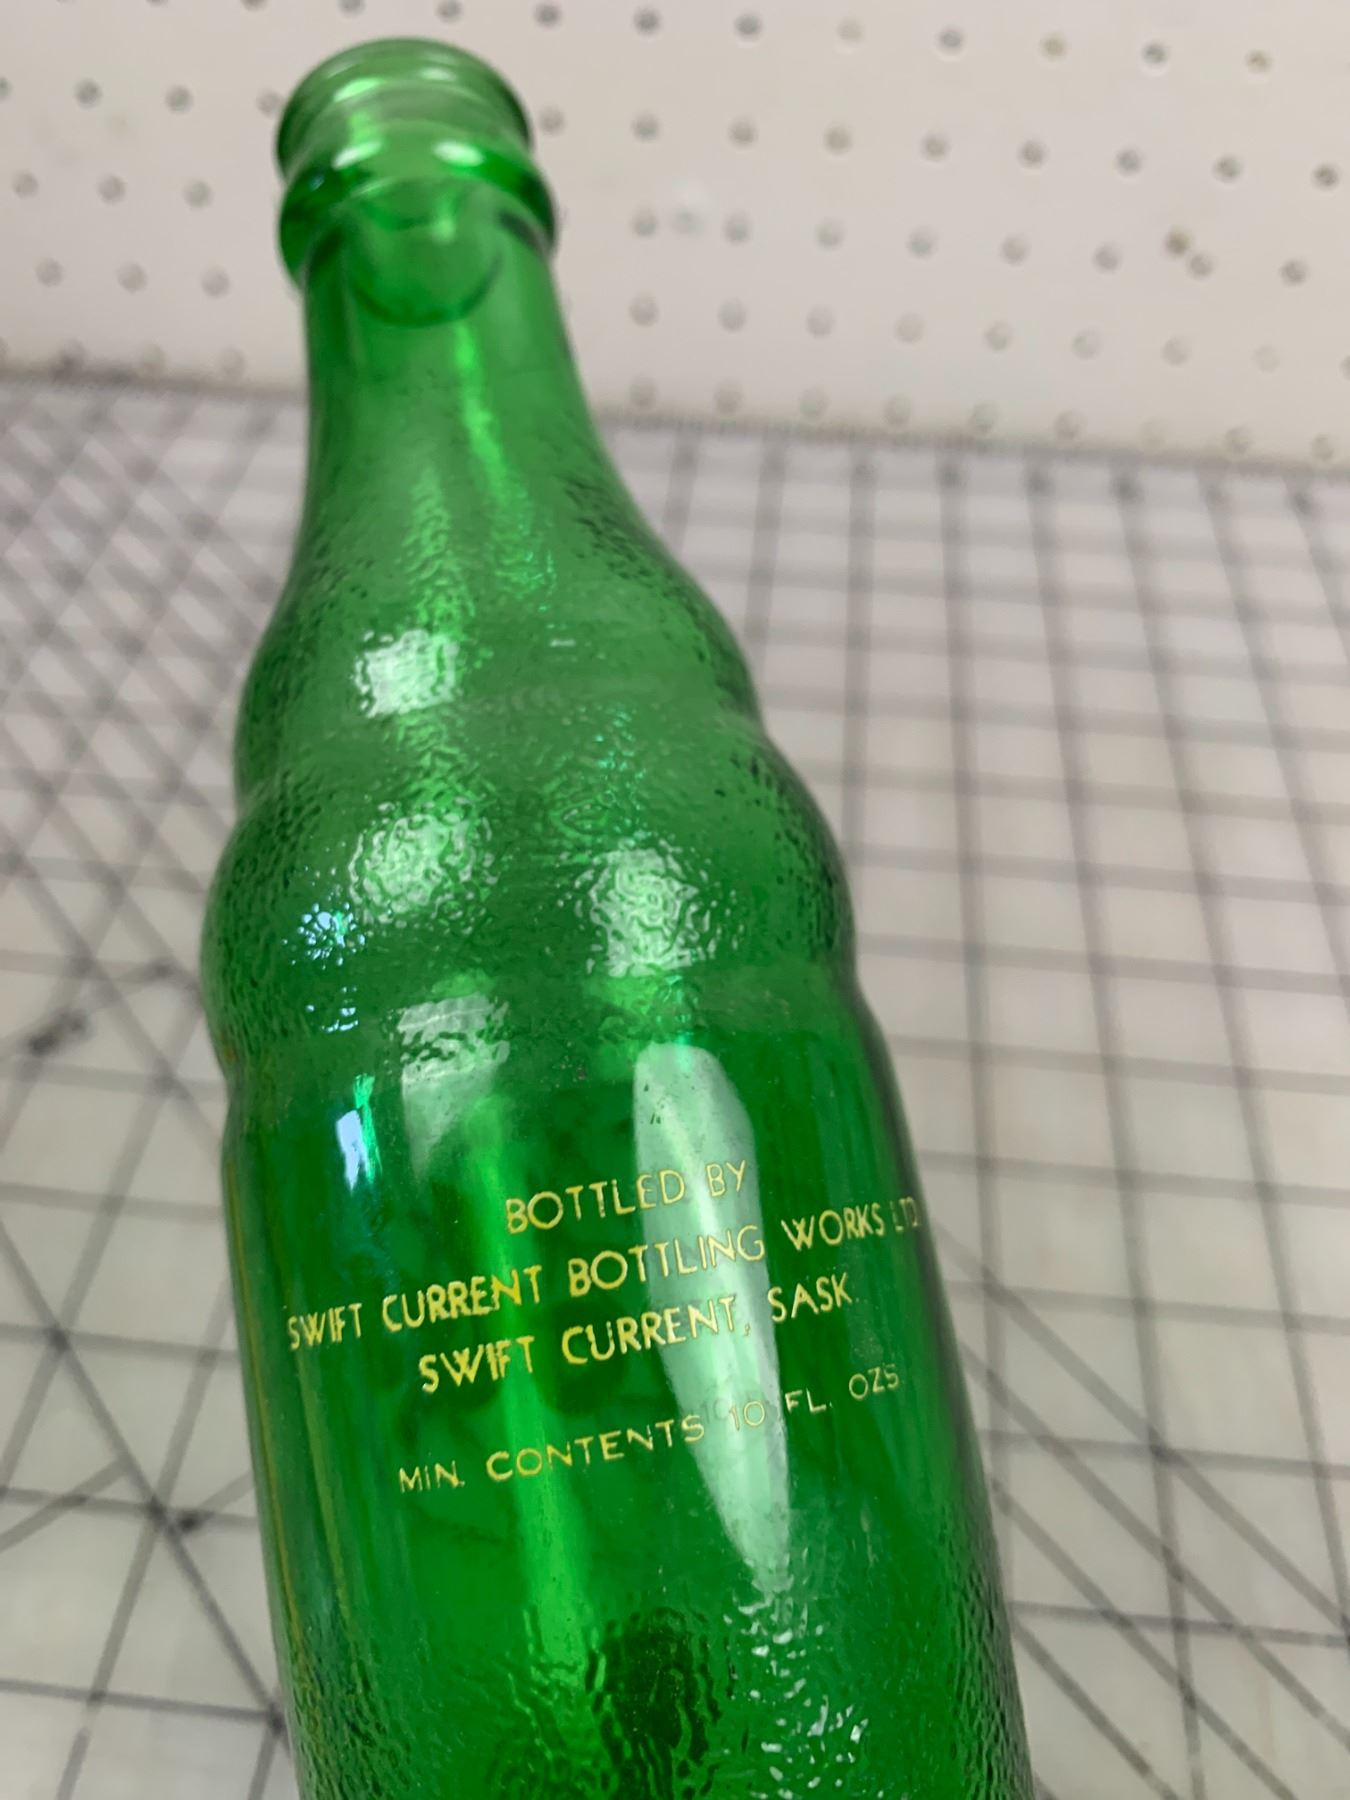 BOTTLED BY
SWIFT CURRENT BOTTLING WORKS LTD
SWIFT CURRENT, SASK.
MIN. CONTENTS 10 FL. OZS.